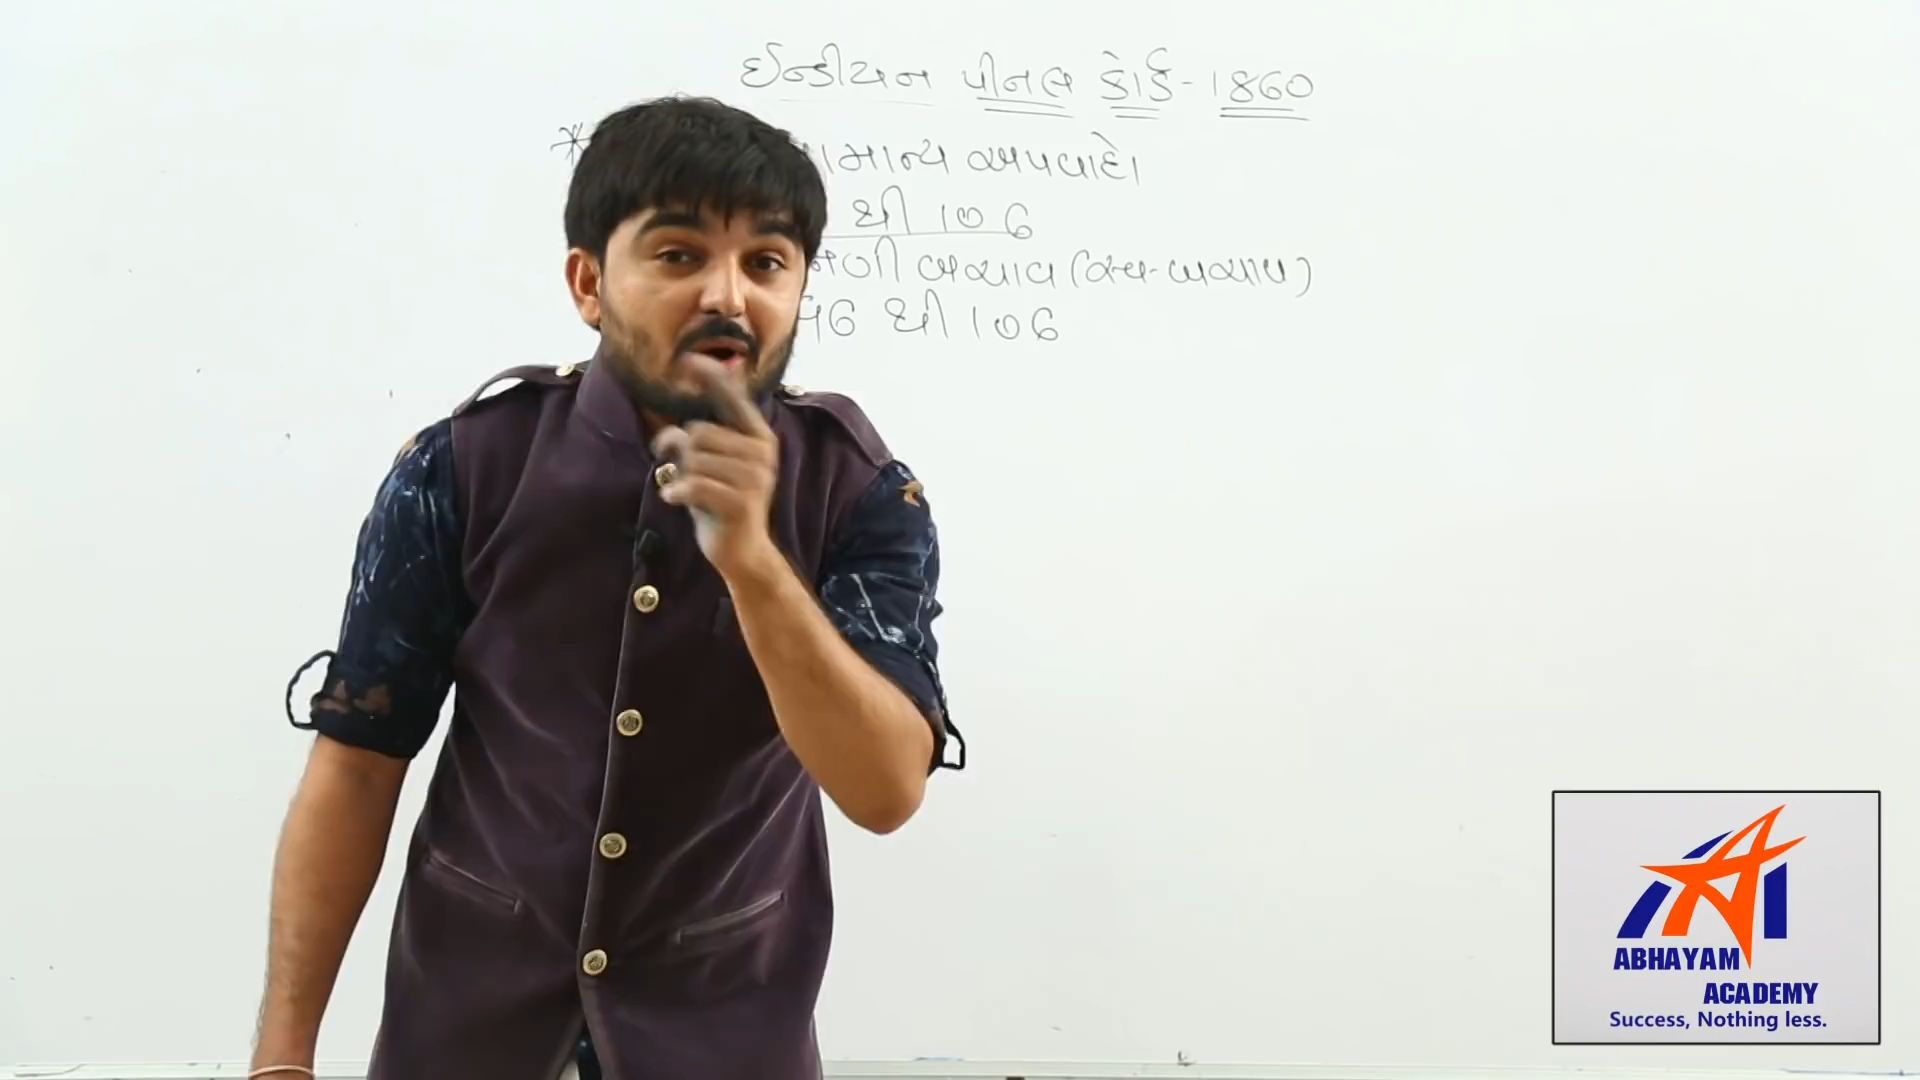 ઈન્ડીયન પીનલ કોડ - 1860
*
સામાન્ય અપવાદો
થી 106
બચાવ (સ્વ-બચાવ)
96 થી 106
ABHAYAM
ACADEMY
Success, Nothing less.